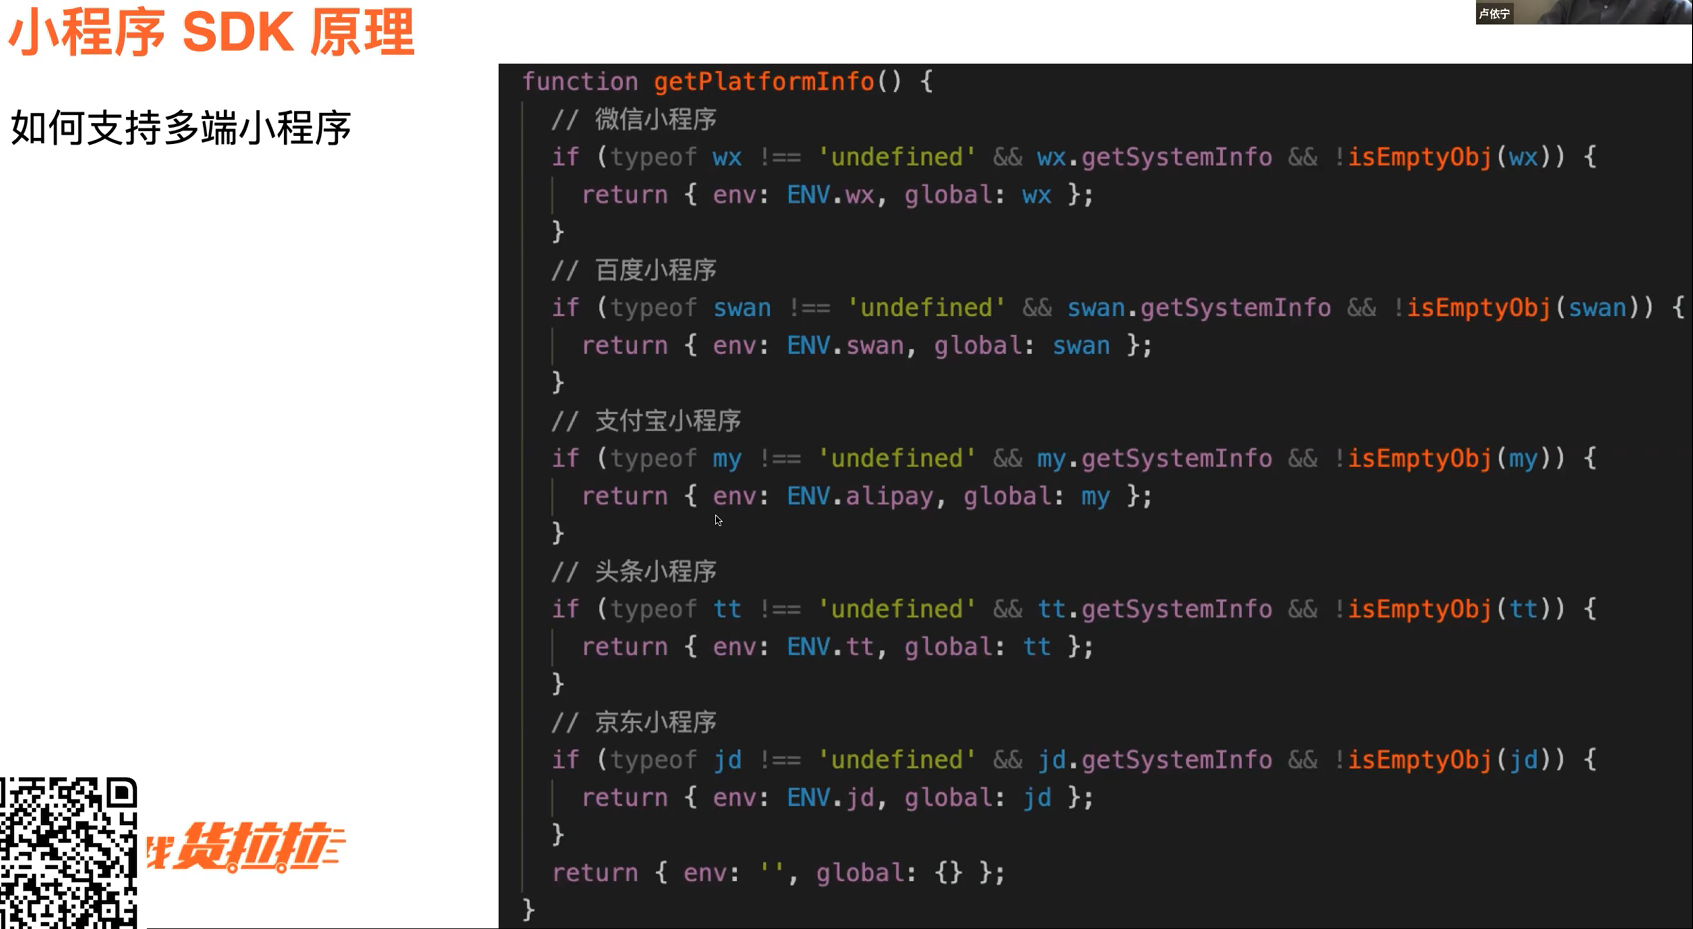 小程序 SDK 原理
卢依宁
如何支持多端小程序
function getPlatformInfo() {
// 微信小程序
if (typeof wx !== 'undefined' && wx.getSystemInfo && !isEmptyObj(wx)) {
return { env: ENV.wx, global: wx };
}
// 百度小程序
if (typeof swan !== 'undefined' && swan.getSystemInfo && !isEmptyObj(swan)) {
return { env: ENV.swan, global: swan };
}
// 支付宝小程序
if (typeof my !== 'undefined' && my.getSystemInfo && !isEmptyObj(my)) {
return { env: ENV.alipay, global: my };
}
// 头条小程序
if (typeof tt !== 'undefined' && tt.getSystemInfo && !isEmptyObj(tt)) {
return { env: ENV.tt, global: tt };
}
// 京东小程序
if (typeof jd !== 'undefined' && jd.getSystemInfo && !isEmptyObj(jd)) {
return { env: ENV.jd, global: jd };
}
return { env: '', global: {} };
}
货拉拉